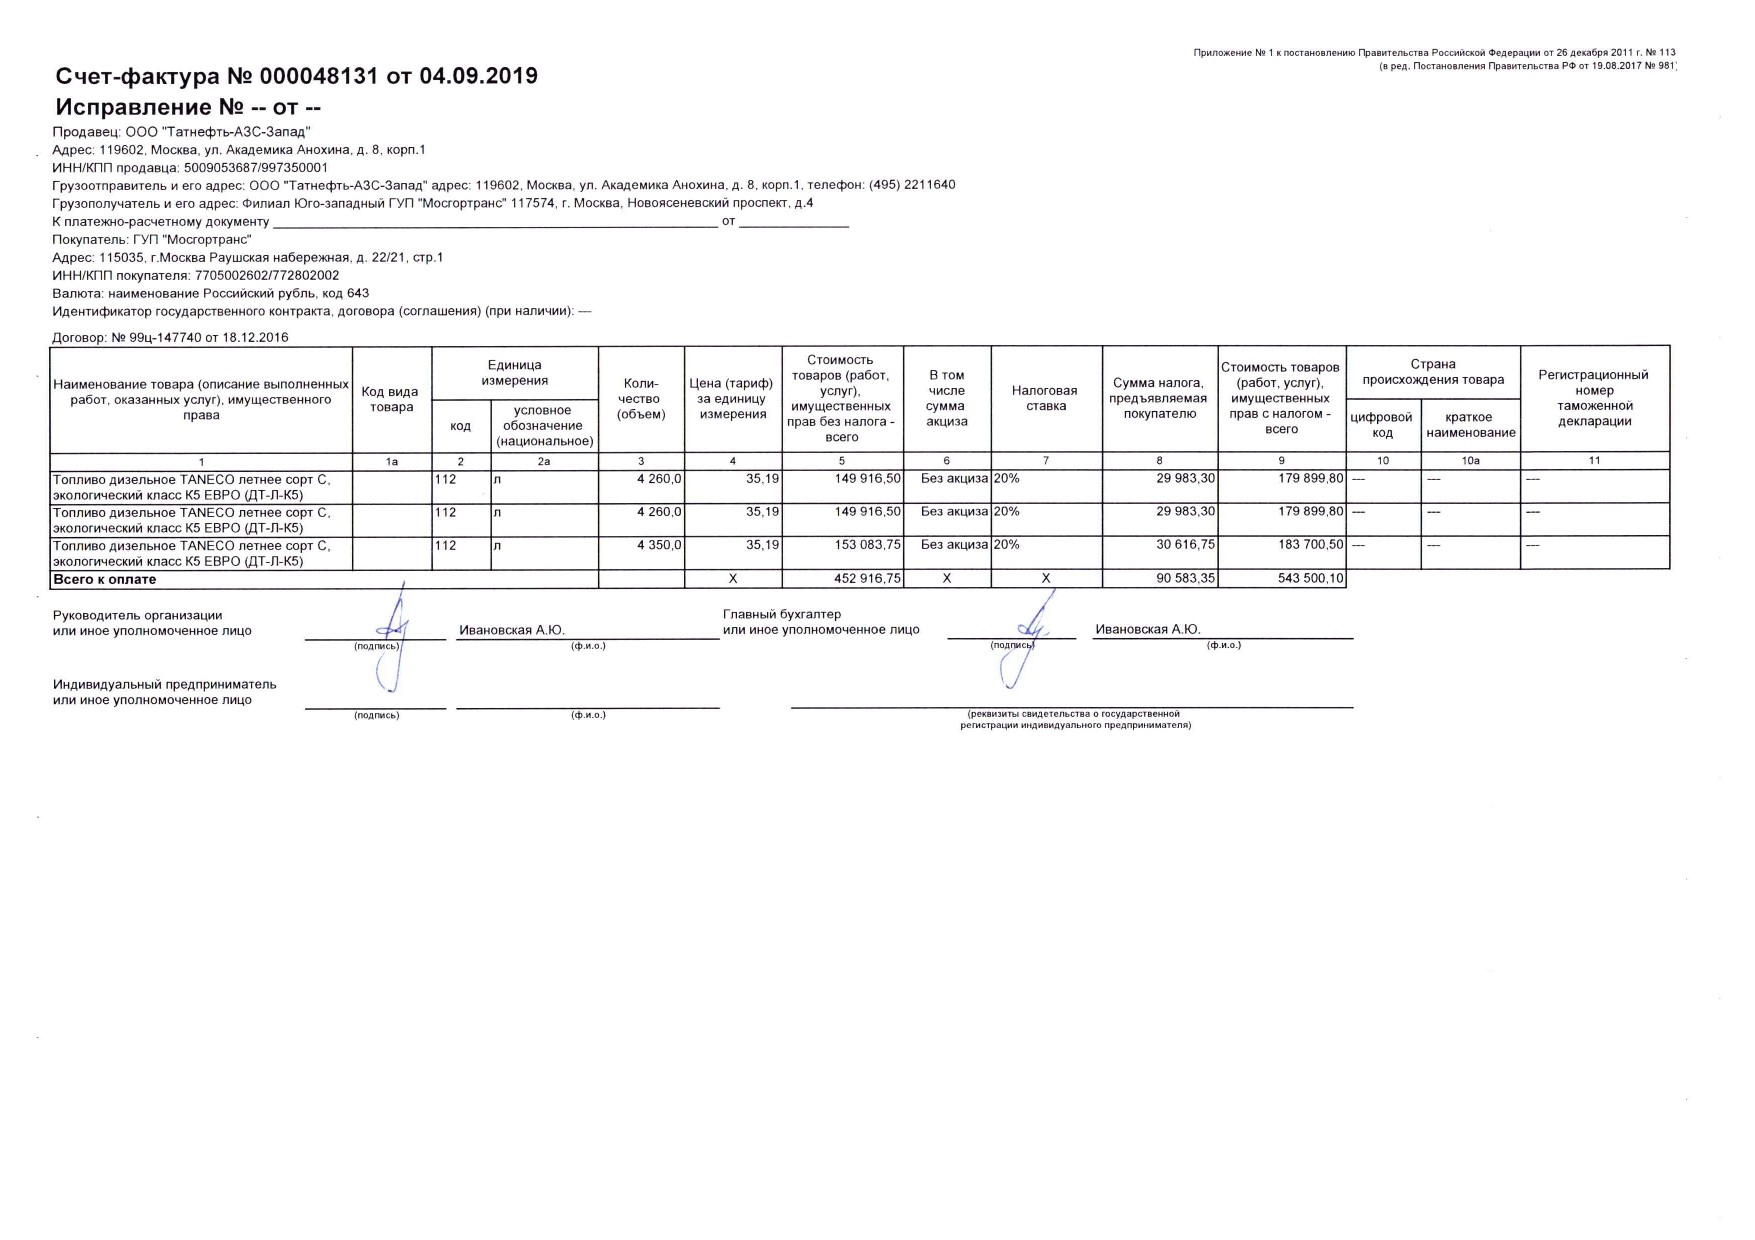 Приложение № 1 к постановлению Правительства Российской Федерации от 26 декабря 2011 г. № 113
(в ред. Постановления Правительства РФ от 19.08.2017 № 981)
Счет-фактура № 000048131 от 04.09.2019
Исправление № -- от --
Продавец: ООО "Татнефть-АЗС-Запад"
Адрес: 119602, Москва, ул. Академика Анохина, д. 8, корп.1
ИНН/КПП продавца: 5009053687/997350001
Грузоотправитель и его адрес: ООО "Татнефть-АЗС-Запад" адрес: 119602, Москва, ул. Академика Анохина, д. 8, корп.1, телефон: (495) 2211640
Грузополучатель и его адрес: Филиал Юго-западный ГУП "Мосгортранс" 117574, г. Москва, Новоясеневский проспект, д.4
К платежно-расчетному документу от
Покупатель: ГУП "Мосгортранс"
Адрес: 115035, г.Москва Раушская набережная, д. 22/21, стр.1
ИНН/КПП покупателя: 7705002602/772802002
Валюта: наименование Российский рубль, код 643
Идентификатор государственного контракта, договора (соглашения) (при наличии): ---
Договор: № 99ц-147740 от 18.12.2016
Наименование товара (описание выполненных
работ, оказанных услуг), имущественного
права
Код вида
товара
Единица
измерения
код
условное
обозначение
(национальное)
Коли-
чество
(объем)
Цена (тариф)
за единицу
измерения
Стоимость
товаров (работ,
услуг),
имущественных
прав без налога -
всего
В том
числе
сумма
акциза
Налоговая
ставка
Сумма налога,
предъявляемая
покупателю
Стоимость товаров
(работ, услуг),
имущественных
прав с налогом -
всего
Страна
происхождения товара
цифровой
код
краткое
наименование
Регистрационный
номер
таможенной
декларации
1 1а 2 2а 3 4 5 6 7 8 9 10 10а 11
Топливо дизельное TANECO летнее сорт С, 112 л 4 260,0 35,19 149 916,50 Без акциза 20% 29 983,30 179 899,80 --- --- ---
экологический класс К5 ЕВРО (ДТ-Л-К5)
Топливо дизельное TANECO летнее сорт С, 112 л 4 260,0 35,19 149 916,50 Без акциза 20% 29 983,30 179 899,80 --- --- ---
экологический класс К5 ЕВРО (ДТ-Л-К5)
Топливо дизельное TANECO летнее сорт С, 112 л 4 350,0 35,19 153 083,75 Без акциза 20% 30 616,75 183 700,50 --- --- ---
экологический класс К5 ЕВРО (ДТ-Л-К5)
Всего к оплате Х 452 916,75 Х Х 90 583,35 543 500,10
Руководитель организации
или иное уполномоченное лицо
Ивановская А.Ю.
(подпись) (ф.и.о.)
Главный бухгалтер
или иное уполномоченное лицо
Ивановская А.Ю.
(подпись) (ф.и.о.)
Индивидуальный предприниматель
или иное уполномоченное лицо
(подпись) (ф.и.о.)
(реквизиты свидетельства о государственной
регистрации индивидуального предпринимателя)